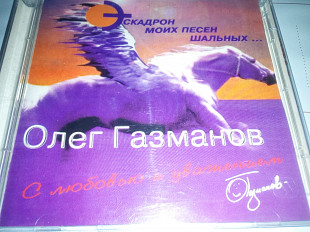 ЭСКАДРОН
МОИХ ПЕСЕН
ШАЛЬНЫХ ...
Олег Газманов
С любовью и уважением